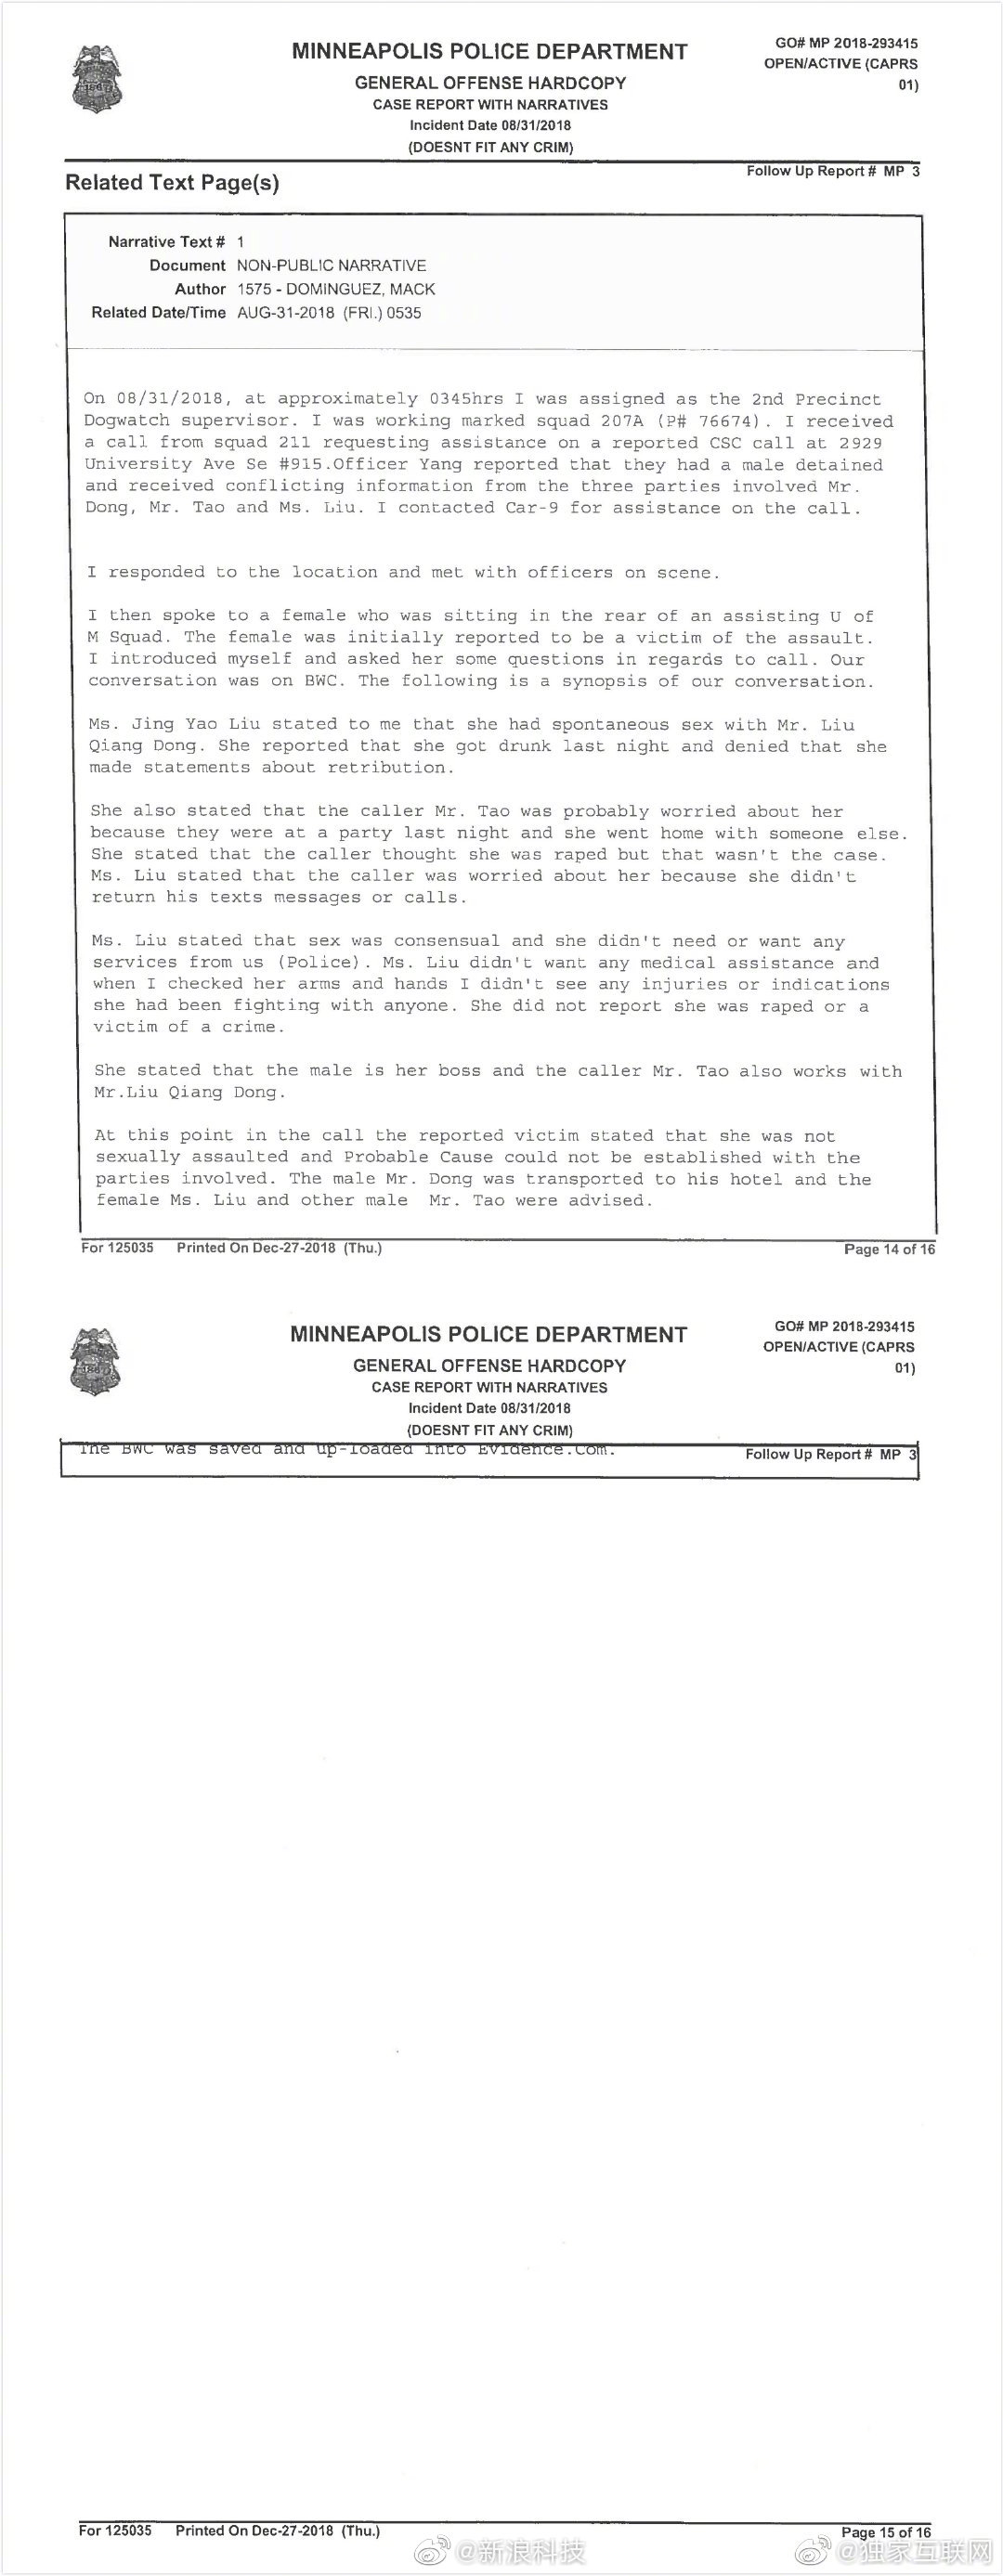 MINNEAPOLIS POLICE DEPARTMENT
GENERAL OFFENSE HARDCOPY
CASE REPORT WITH NARRATIVES
Incident Date 08/31/2018
(DOESNT FIT ANY CRIM)
GO# MP 2018-293415
OPEN/ACTIVE (CAPRS
01)
Related Text Page(s)
Follow Up Report # MP 3
Narrative Text # 1
Document NON-PUBLIC NARRATIVE
Author 1575 - DOMINGUEZ, MACK
Related Date/Time AUG-31-2018 (FRI.) 0535
On 08/31/2018, at approximately 0345hrs I was assigned as the 2nd Precinct
Dogwatch supervisor. I was working marked squad 207A (P# 76674). I received
a call from squad 211 requesting assistance on a reported CSC call at 2929
University Ave Se #915.Officer Yang reported that they had a male detained
and received conflicting information from the three parties involved Mr.
Dong, Mr. Tao and Ms. Liu. I contacted Car-9 for assistance on the call.
I responded to the location and met with officers on scene.
I then spoke to a female who was sitting in the rear of an assisting U of
M Squad. The female was initially reported to be a victim of the assault.
I introduced myself and asked her some questions in regards to call. Our
conversation was on BWC. The following is a synopsis of our conversation.
Ms. Jing Yao Liu stated to me that she had spontaneous sex with Mr. Liu
Qiang Dong. She reported that she got drunk last night and denied that she
made statements about retribution.
She also stated that the caller Mr. Tao was probably worried about her
because they were at a party last night and she went home with someone else.
She stated that the caller thought she was raped but that wasn't the case.
Ms. Liu stated that the caller was worried about her because she didn't
return his texts messages or calls.
Ms. Liu stated that sex was consensual and she didn't need or want any
services from us (Police). Ms. Liu didn't want any medical assistance and
when I checked her arms and hands I didn't see any injuries or indications
she had been fighting with anyone. She did not report she was raped or a
victim of a crime.
She stated that the male is her boss and the caller Mr. Tao also works with
Mr.Liu Qiang Dong.
At this point in the call the reported victim stated that she was not
sexually assaulted and Probable Cause could not be established with the
parties involved. The male Mr. Dong was transported to his hotel and the
female Ms. Liu and other male Mr. Tao were advised.
For 125035 Printed On Dec-27-2018 (Thu.) Page 14 of 16
MINNEAPOLIS POLICE DEPARTMENT
GENERAL OFFENSE HARDCOPY
CASE REPORT WITH NARRATIVES
Incident Date 08/31/2018
(DOESNT FIT ANY CRIM)
GO# MP 2018-293415
OPEN/ACTIVE (CAPRS
01)
The BWC was saved and up-loaded into Evidence.Com.
Follow Up Report # MP 3
For 125035 Printed On Dec-27-2018 (Thu.) Page 15 of 16
@新浪科技
@独家互联网